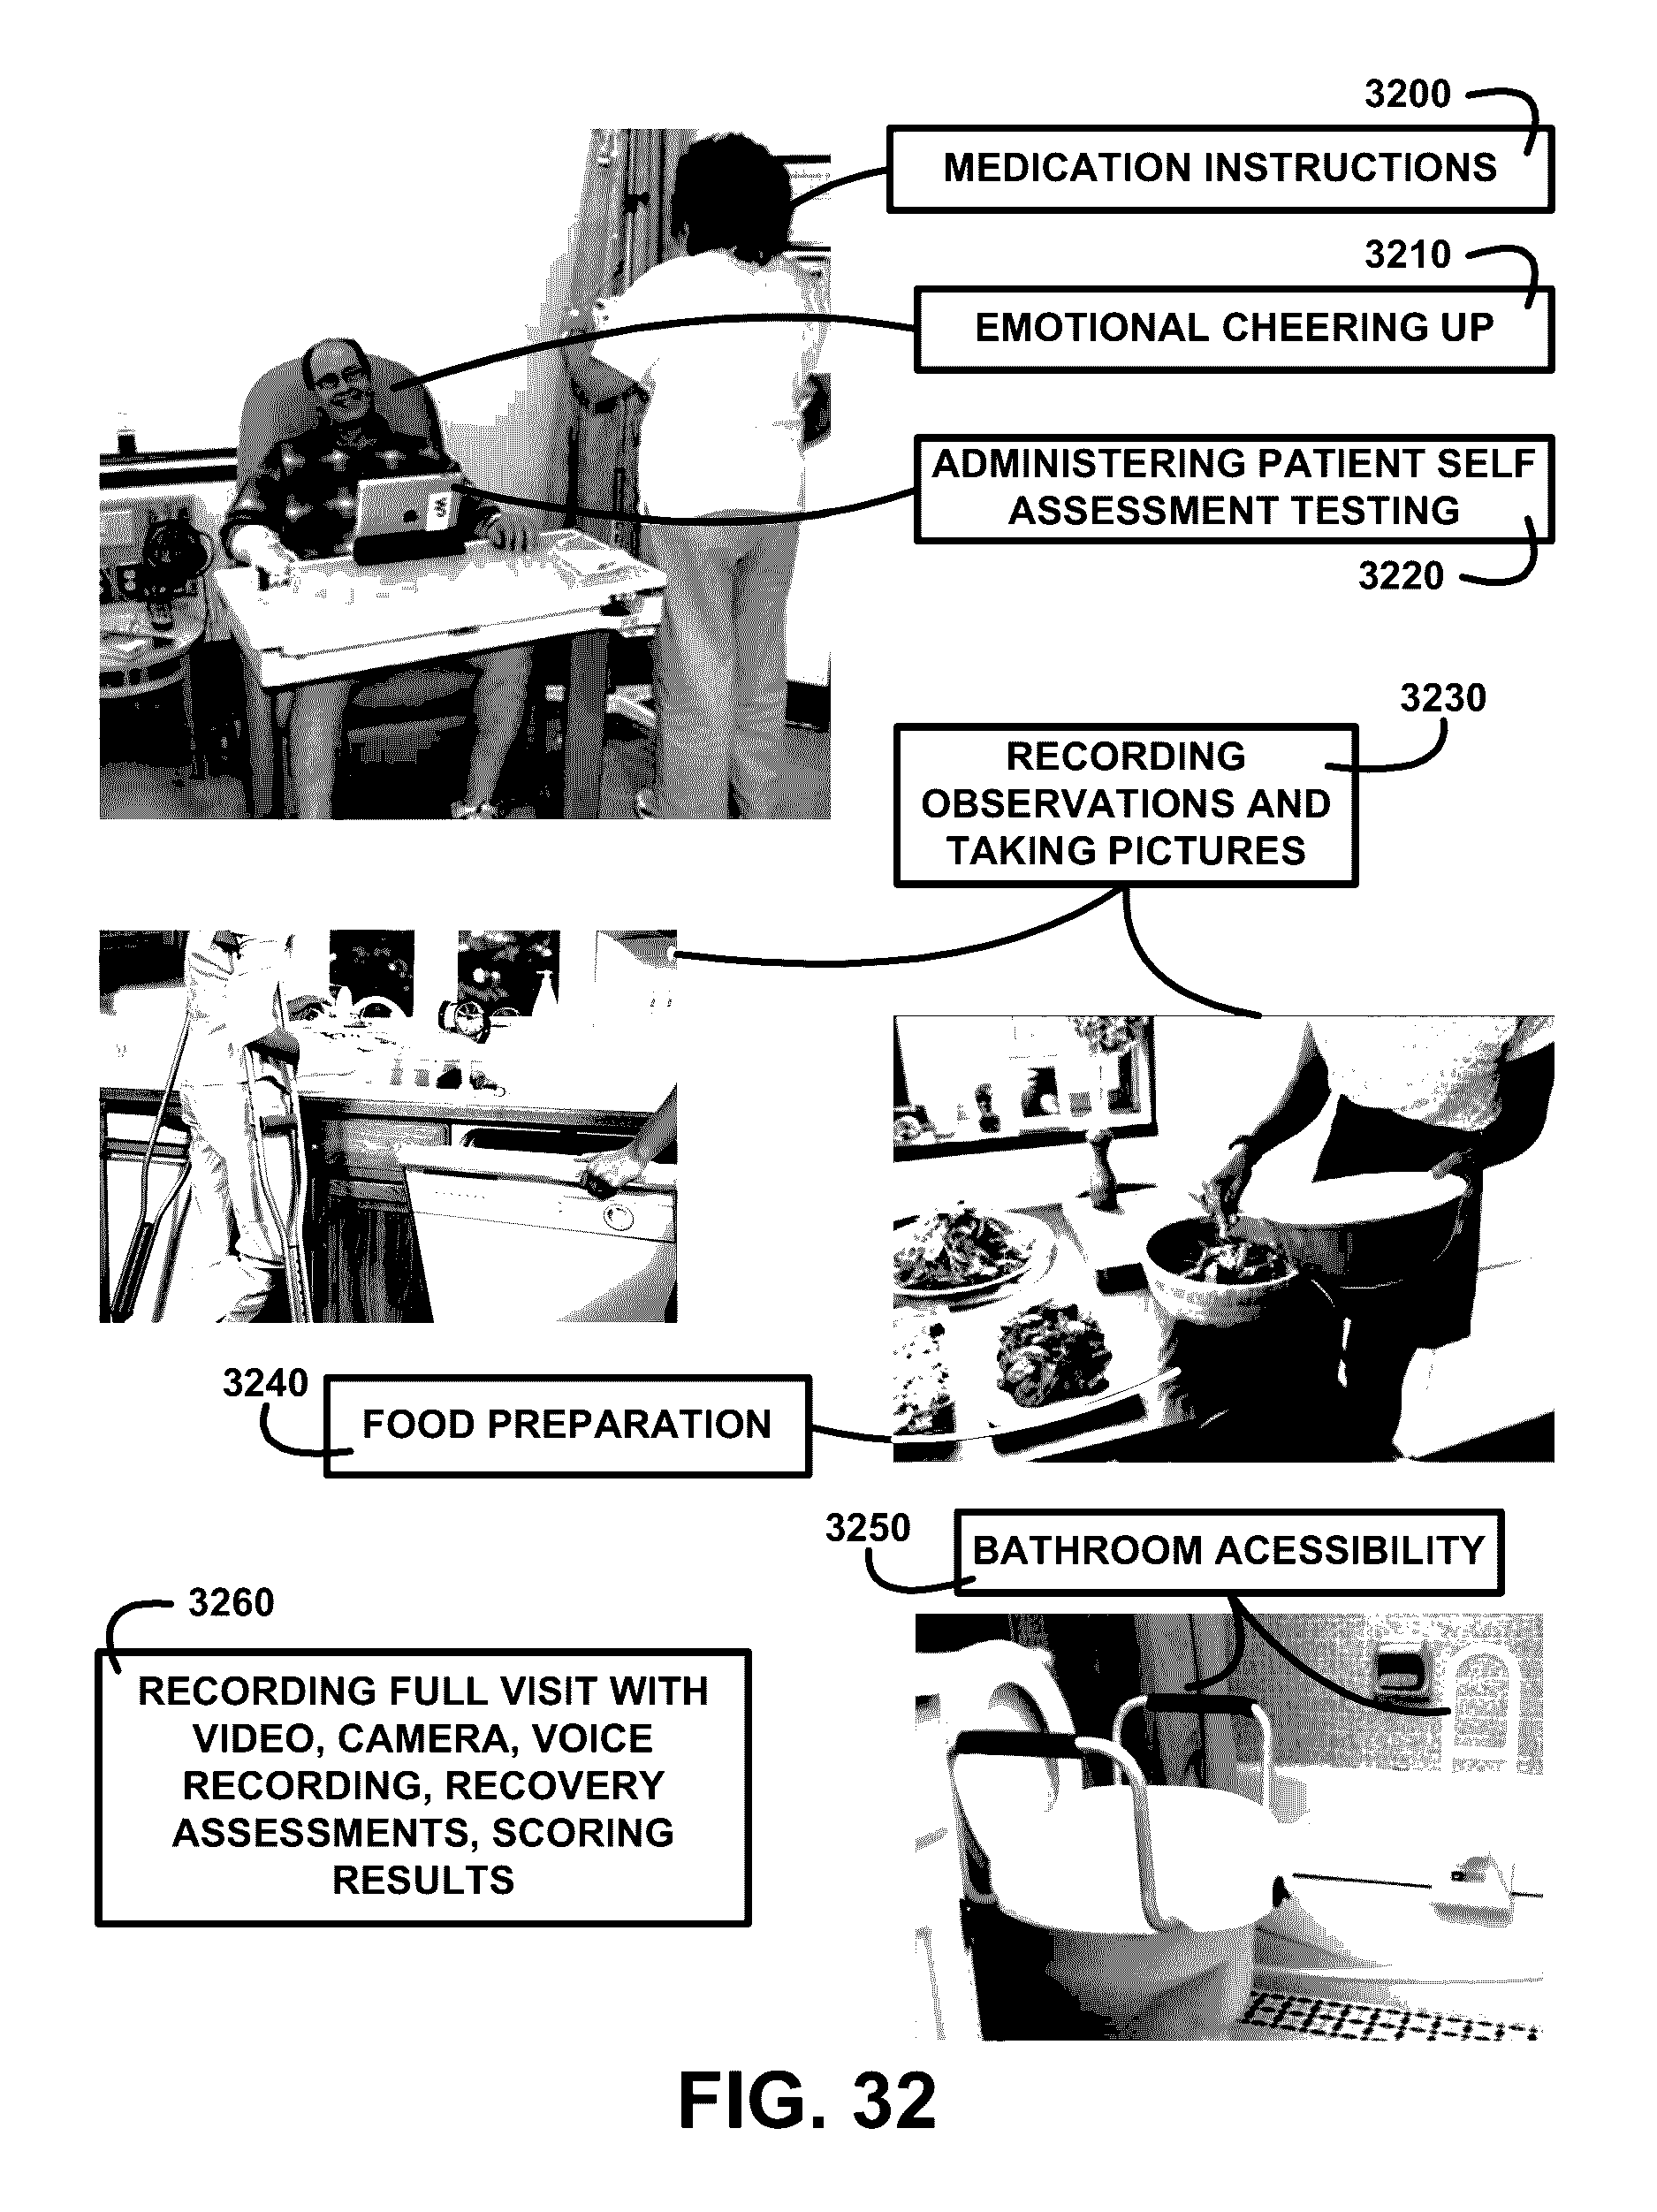 3200
MEDICATION INSTRUCTIONS
3210
EMOTIONAL CHEERING UP
ADMINISTERING PATIENT SELF
ASSESSMENT TESTING
3220
3230
RECORDING
OBSERVATIONS AND
TAKING PICTURES
3240
FOOD PREPARATION
3250
BATHROOM ACESSIBILITY
3260
RECORDING FULL VISIT WITH
VIDEO, CAMERA, VOICE
RECORDING, RECOVERY
ASSESSMENTS, SCORING
RESULTS
FIG. 32